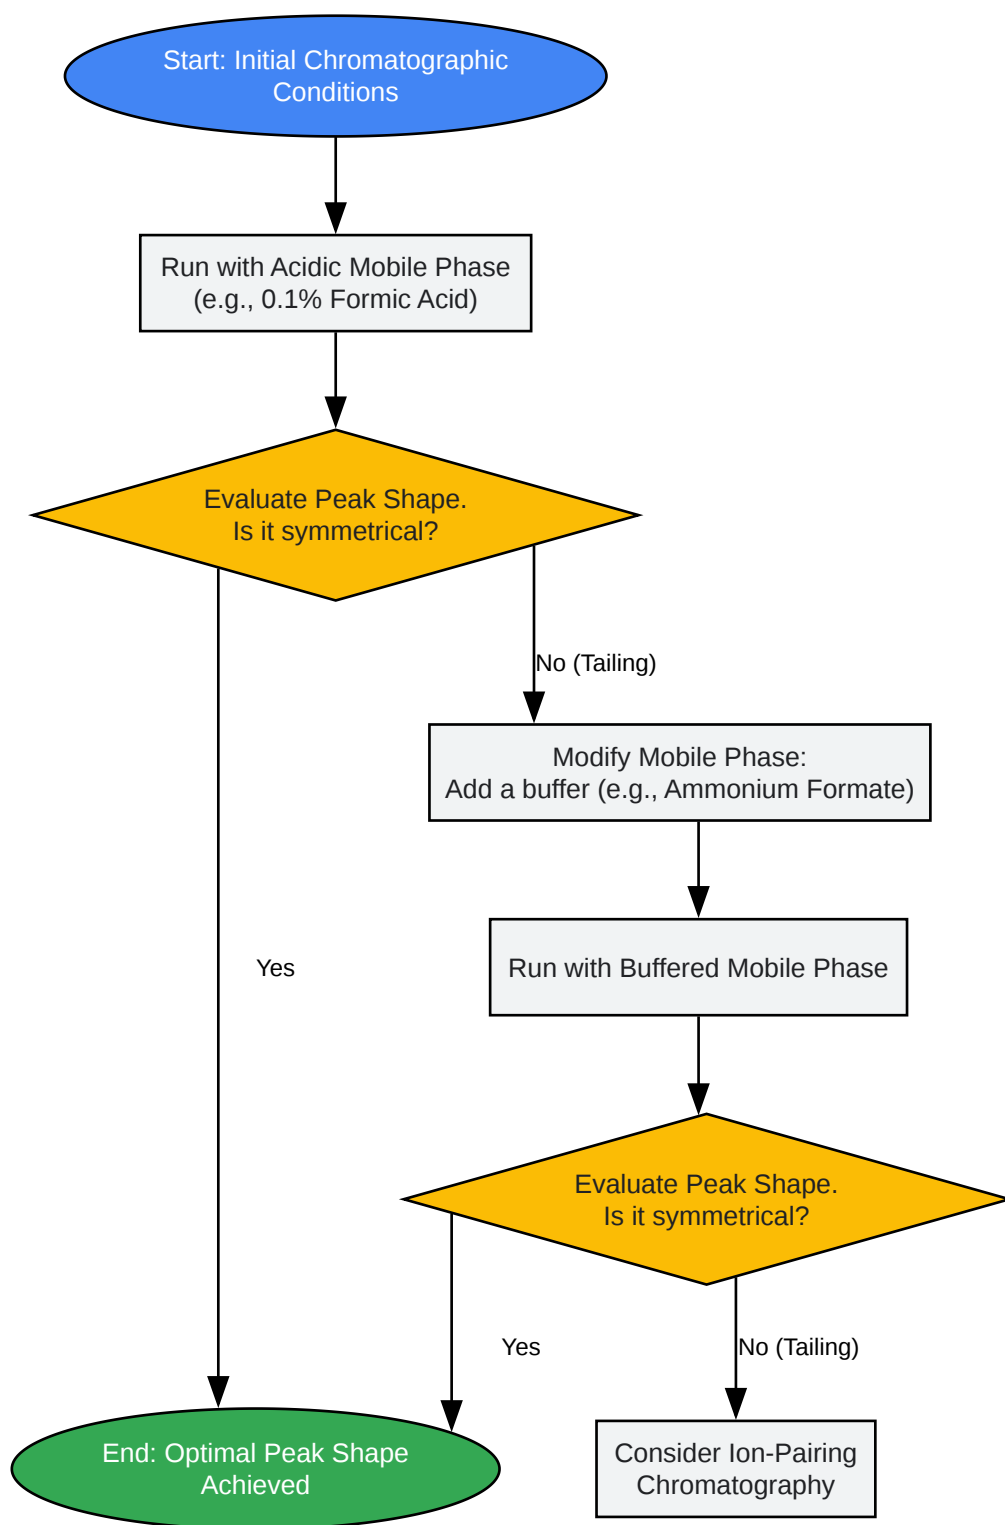 Start: Initial Chromatographic
Conditions
Run with Acidic Mobile Phase
(e.g., 0.1% Formic Acid)
Evaluate Peak Shape.
Is it symmetrical?
No (Tailing)
Modify Mobile Phase:
Add a buffer (e.g., Ammonium Formate)
Yes
Run with Buffered Mobile Phase
Evaluate Peak Shape.
Is it symmetrical?
Yes
No (Tailing)
End: Optimal Peak Shape
Achieved
Consider Ion-Pairing
Chromatography